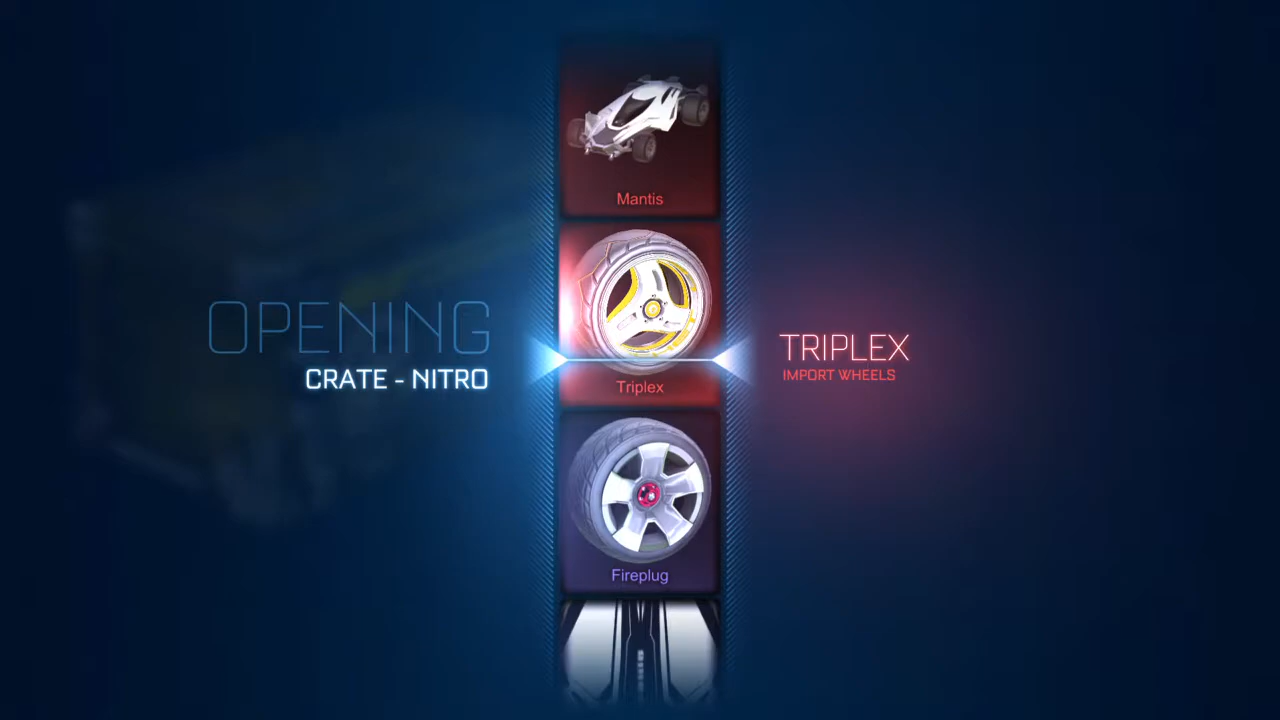 Mantis
OPENING
CRATE - NITRO
TRIPLEX
IMPORT WHEELS
Triplex
Fireplug